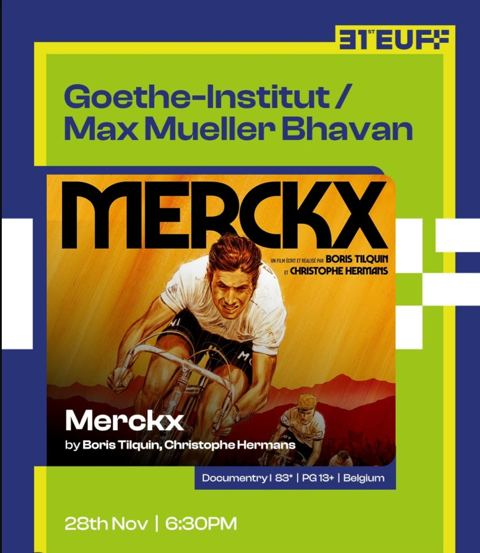 31ST EUFF
Goethe-Institut /
Max Mueller Bhavan
MERCKX
UN FILM ÉCRIT ET RÉALISÉ PAR BORIS TILQUIN
ET CHRISTOPHE HERMANS
Merckx
by Boris Tilquin, Christophe Hermans
Documentry I 83" | PG 13+ | Belgium
28th Nov | 6:30PM